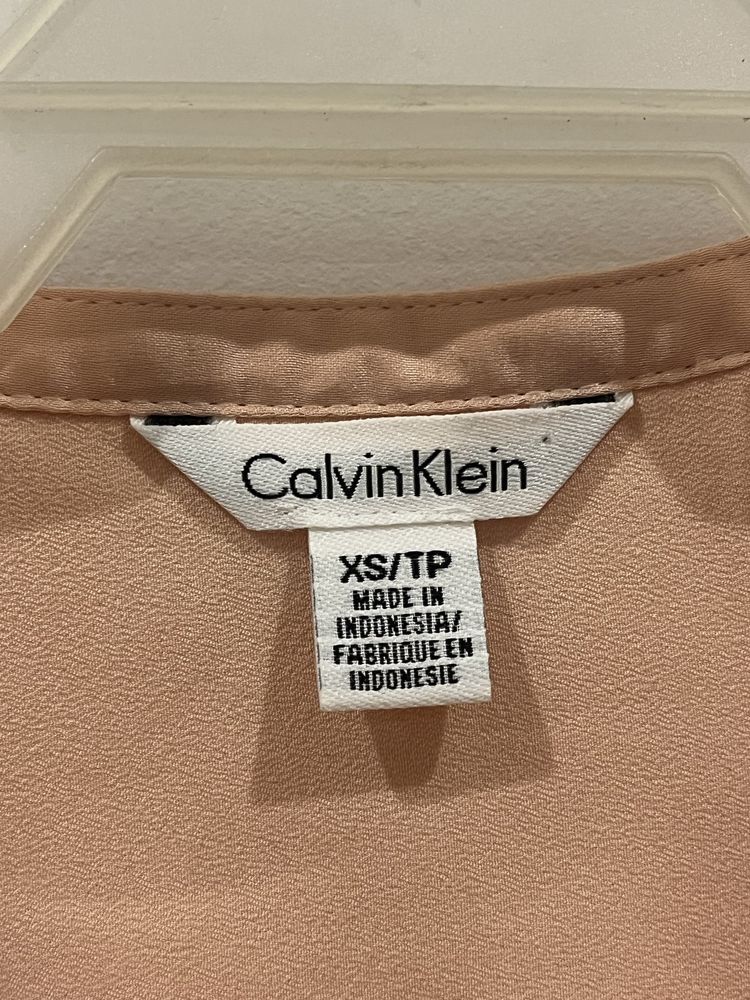 Calvin Klein
XS/TP
MADE IN
INDONESIA/
FABRIQUE EN
INDONESIE